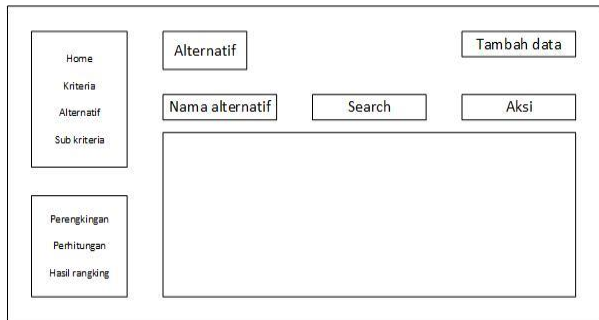 Home
Kriteria
Alternatif
Sub kriteria
Perengkingan
Perhitungan
Hasil rangking
Alternatif
Tambah data
Nama alternatif
Search
Aksi